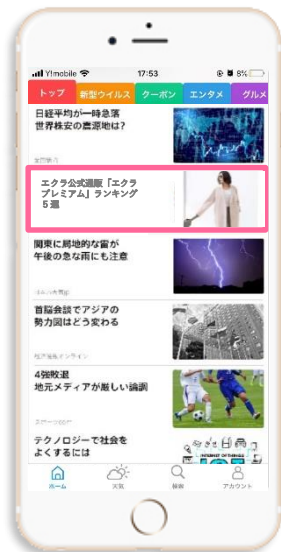 Y!mobile 17:53 8%
トップ 新型ウイルス クーポン エンタメ グルメ
日経平均が一時急落
世界株安の震源地は？
エクラ公式通販「エクラ
プレミアム」ランキング
５選
関東に局地的な雷が
午後の急な雨にも注意
首脳会談でアジアの
勢力図はどう変わる
4強敗退
地元メディアが厳しい論調
テクノロジーで社会を
よくするには
INTERNET OF THINGS
ホーム 天気 検索 アカウント